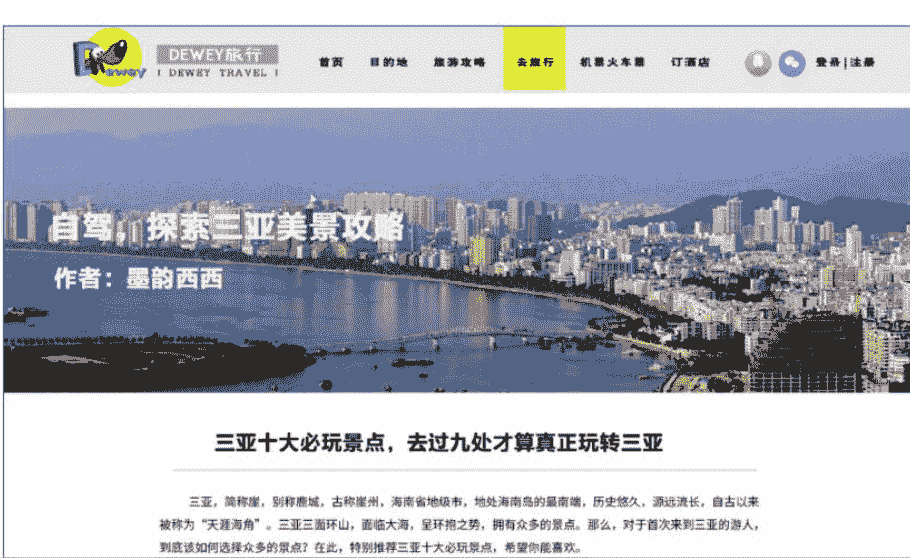 Dewey
DEWEY旅行
DEWEY TRAVEL
首页 目的地 旅游攻略 去旅行 机票火车票 订酒店 登录|注册
自驾，探索三亚美景攻略
作者：墨韵西西
三亚十大必玩景点，去过九处才算真正玩转三亚
三亚，简称崖，别称鹿城，古称崖州，海南省地级市，地处海南岛的最南端，历史悠久，源远流长，自古以来
被称为“天涯海角”。三亚三面环山，面临大海，呈环抱之势，拥有众多的景点。那么，对于首次来到三亚的游人，
到底该如何选择众多的景点？在此，特别推荐三亚十大必玩景点，希望你能喜欢。